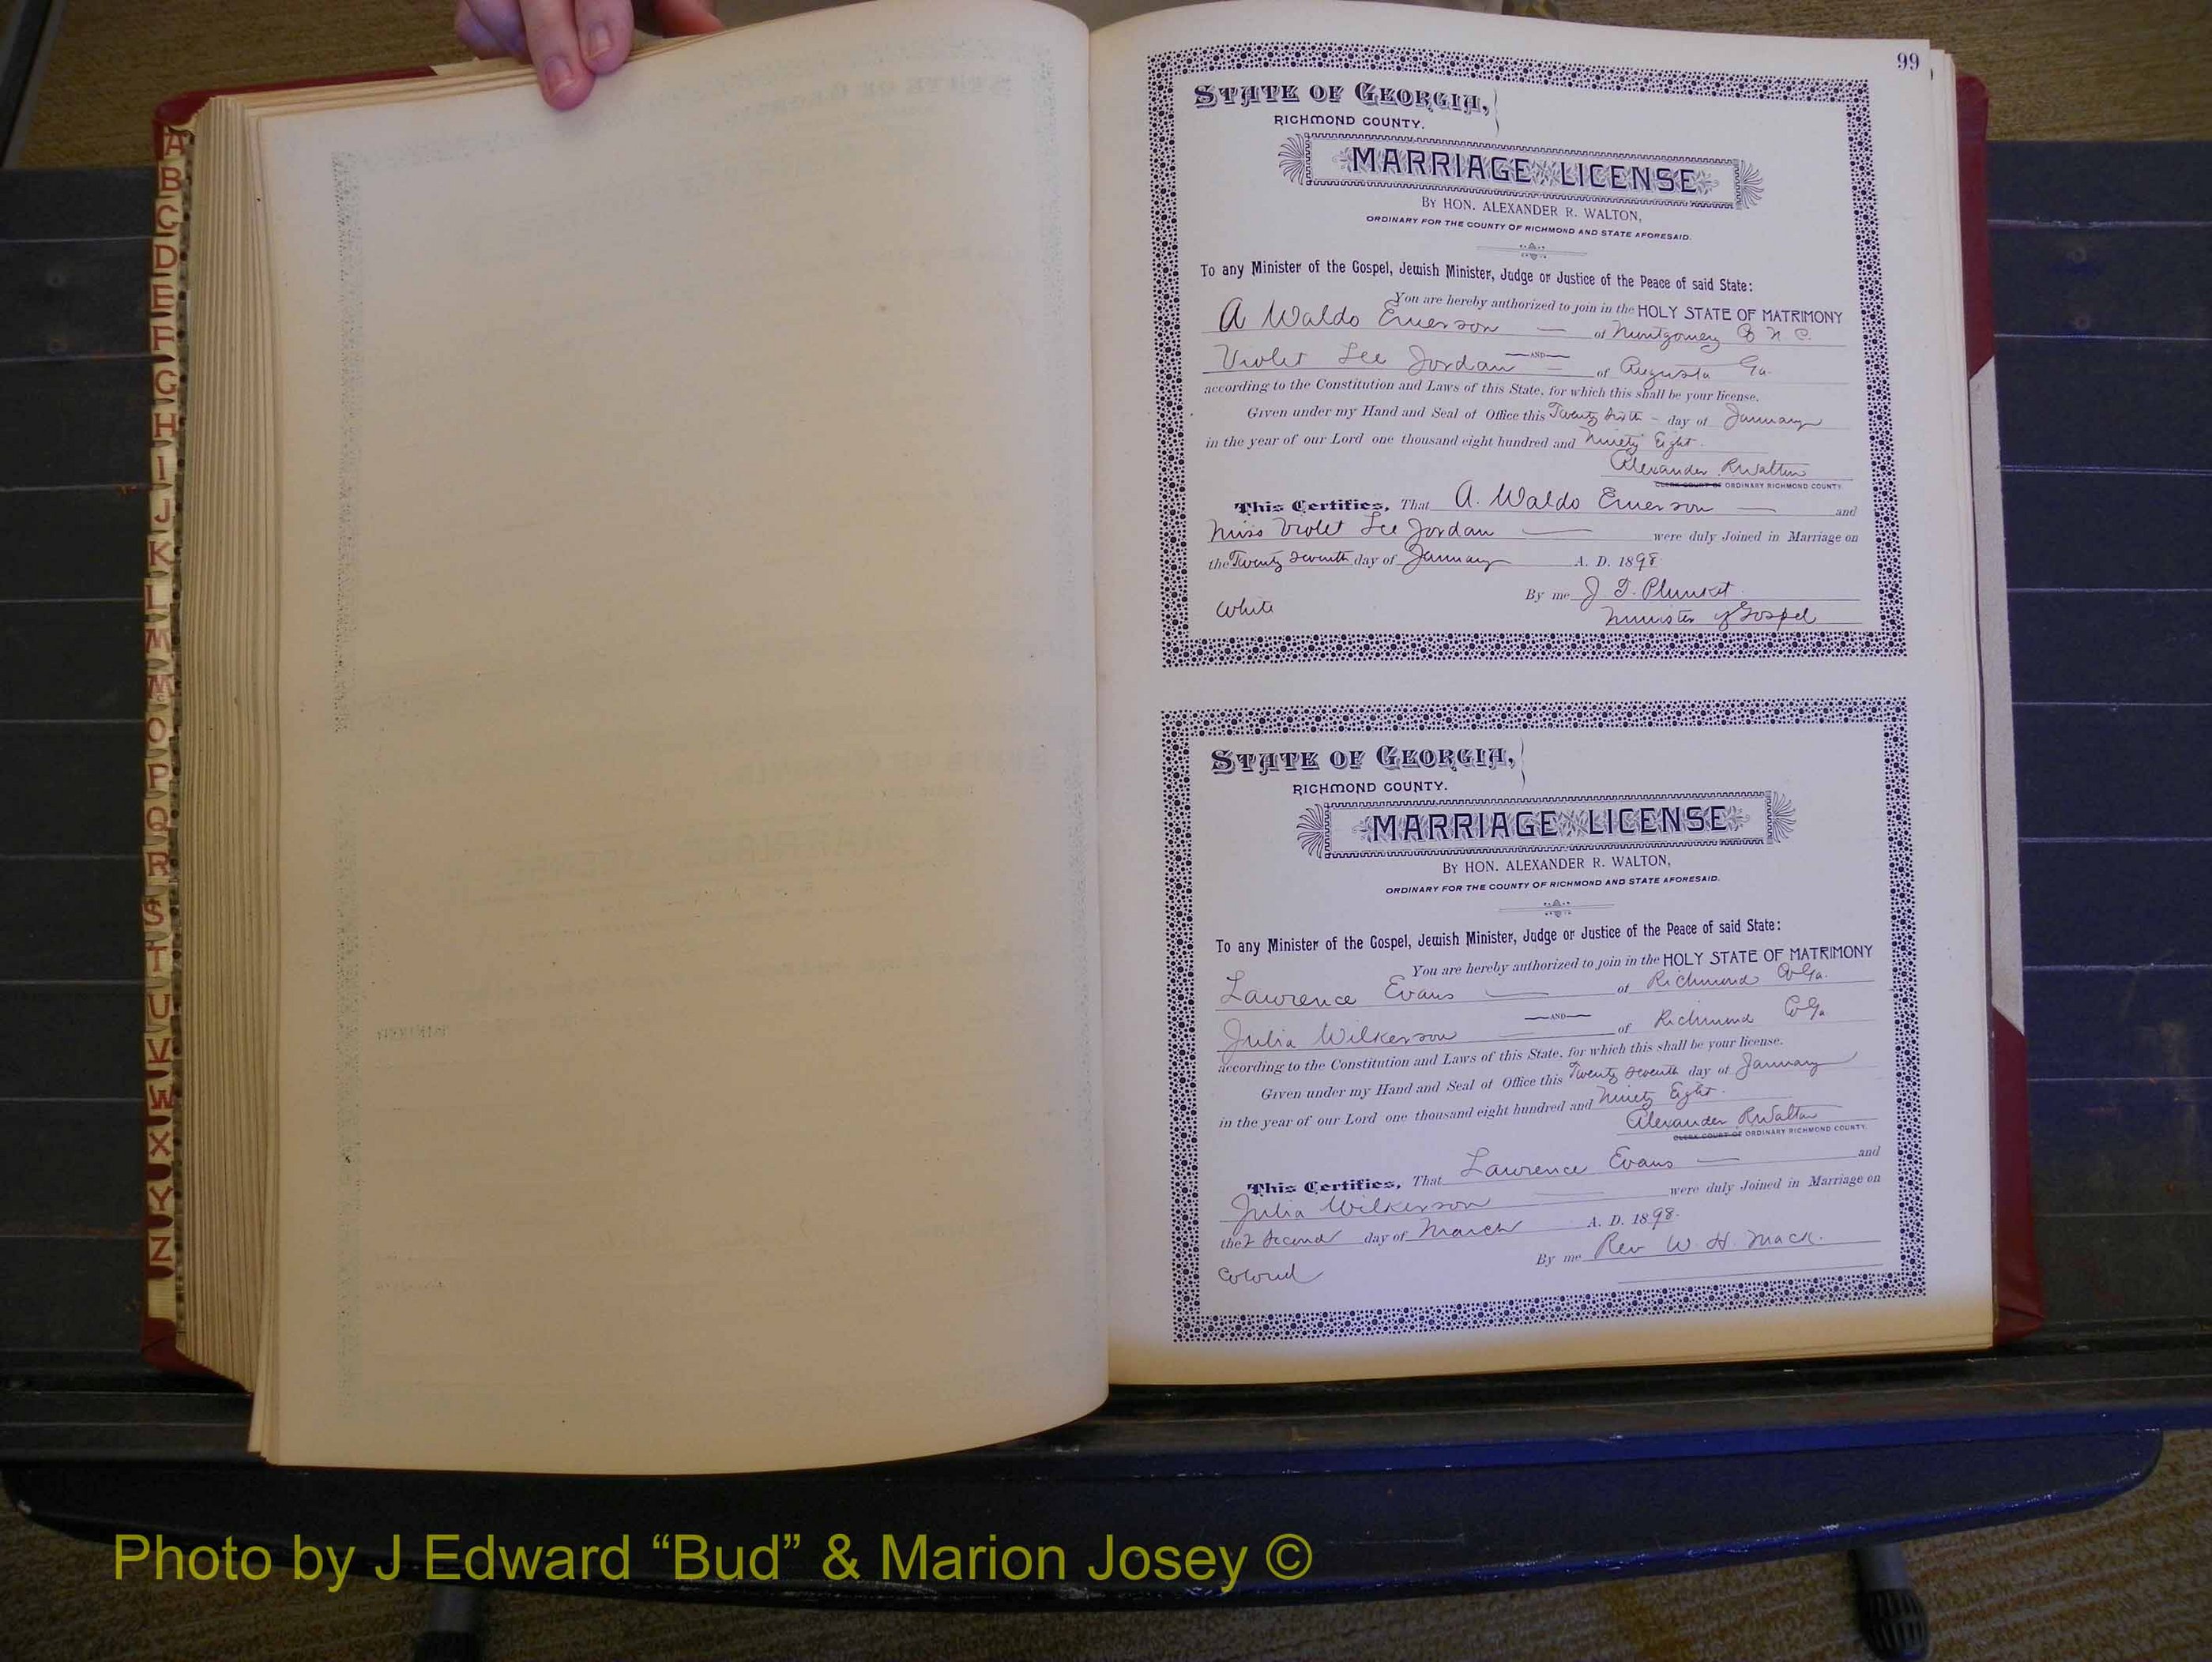 A
B
C
D
E
F
G
H
I
J
K
L
M
O
P
Q
R
S
T
U
V
W
X
Y
Z
99
STATE OF GEORGIA,
RICHMOND COUNTY.
MARRIAGE LICENSE
BY HON. ALEXANDER R. WALTON,
ORDINARY FOR THE COUNTY OF RICHMOND AND STATE AFORESAID.
To any Minister of the Gospel, Jewish Minister, Judge or Justice of the Peace of said State:
You are hereby authorized to join in the HOLY STATE OF MATRIMONY
A Waldo Emerson — of Montgomery Co N C.
—AND—
Violet Lee Jordan — of Augusta Ga.
according to the Constitution and Laws of this State, for which this shall be your license.
Given under my Hand and Seal of Office this Twenty Sixth - day of January
in the year of our Lord one thousand eight hundred and Ninety Eight.
Alexander R Walton
CLERK COURT OF ORDINARY RICHMOND COUNTY.
This Certifies, That A. Waldo Emerson — and
Miss Violet Lee Jordan — were duly Joined in Marriage on
the Twenty Seventh day of January A. D. 1898
By me J. T. Plunket
White Minister of Gospel
STATE OF GEORGIA,
RICHMOND COUNTY.
MARRIAGE LICENSE
BY HON. ALEXANDER R. WALTON,
ORDINARY FOR THE COUNTY OF RICHMOND AND STATE AFORESAID.
To any Minister of the Gospel, Jewish Minister, Judge or Justice of the Peace of said State:
You are hereby authorized to join in the HOLY STATE OF MATRIMONY
Lawrence Evans — of Richmond Co Ga.
—AND—
Julia Wilkerson — of Richmond Co Ga
according to the Constitution and Laws of this State, for which this shall be your license.
Given under my Hand and Seal of Office this Twenty Seventh day of January
in the year of our Lord one thousand eight hundred and Ninety Eight.
Alexander R Walton
CLERK COURT OF ORDINARY RICHMOND COUNTY.
This Certifies, That Lawrence Evans — and
Julia Wilkerson — were duly Joined in Marriage on
the 2 Second day of March A. D. 1898.
By me Rev W. H. Mack.
Colored
Photo by J Edward “Bud” & Marion Josey ©